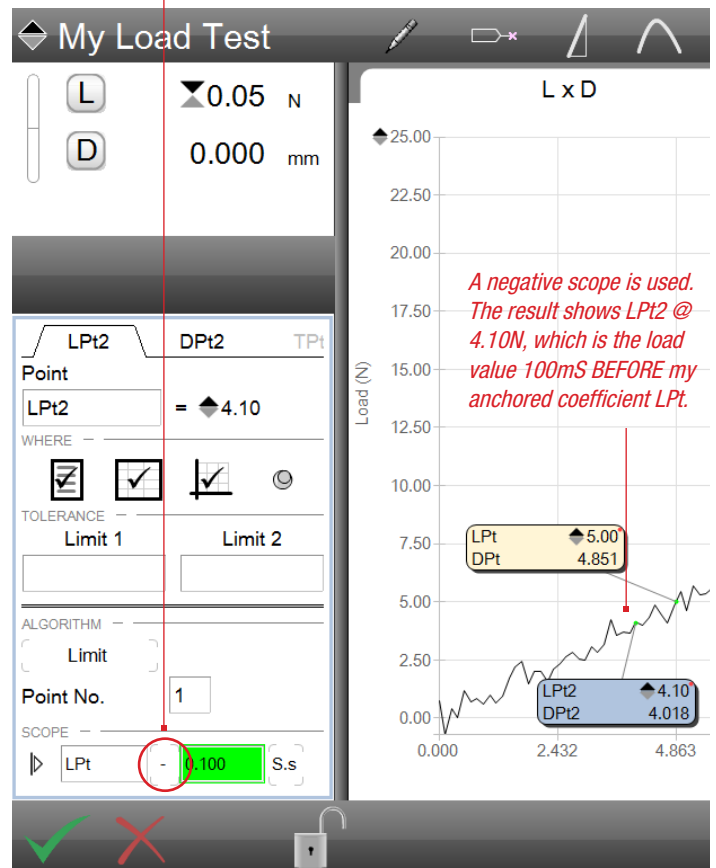 My Load Test
L 0.05 N
D 0.000 mm
LPt2 DPt2 TPt
Point
LPt2 = 4.10
WHERE
TOLERANCE
Limit 1 Limit 2
ALGORITHM
Limit
Point No. 1
SCOPE
LPt - 0.100 S.s
L x D
25.00
22.50
20.00
17.50
15.00
12.50
10.00
7.50
5.00
2.50
0.00
Load (N)
A negative scope is used.
The result shows LPt2 @
4.10N, which is the load
value 100mS BEFORE my
anchored coefficient LPt.
LPt 5.00
DPt 4.851
LPt2 4.10
DPt2 4.018
0.000 2.432 4.863